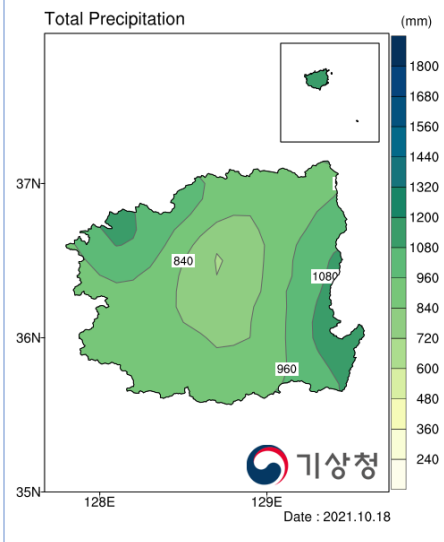 Total Precipitation
(mm)
1800
1680
1560
1440
1320
1200
1080
960
840
720
600
480
360
240
37N
36N
35N
128E
129E
840
1080
960
기상청
Date : 2021.10.18